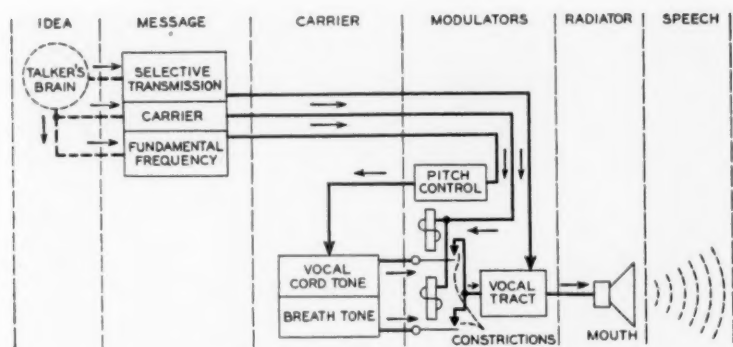 IDEA
MESSAGE
CARRIER
MODULATORS
RADIATOR
SPEECH
TALKER'S
BRAIN
SELECTIVE
TRANSMISSION
CARRIER
FUNDAMENTAL
FREQUENCY
PITCH
CONTROL
VOCAL
CORD TONE
BREATH TONE
VOCAL
TRACT
CONSTRICTIONS
MOUTH